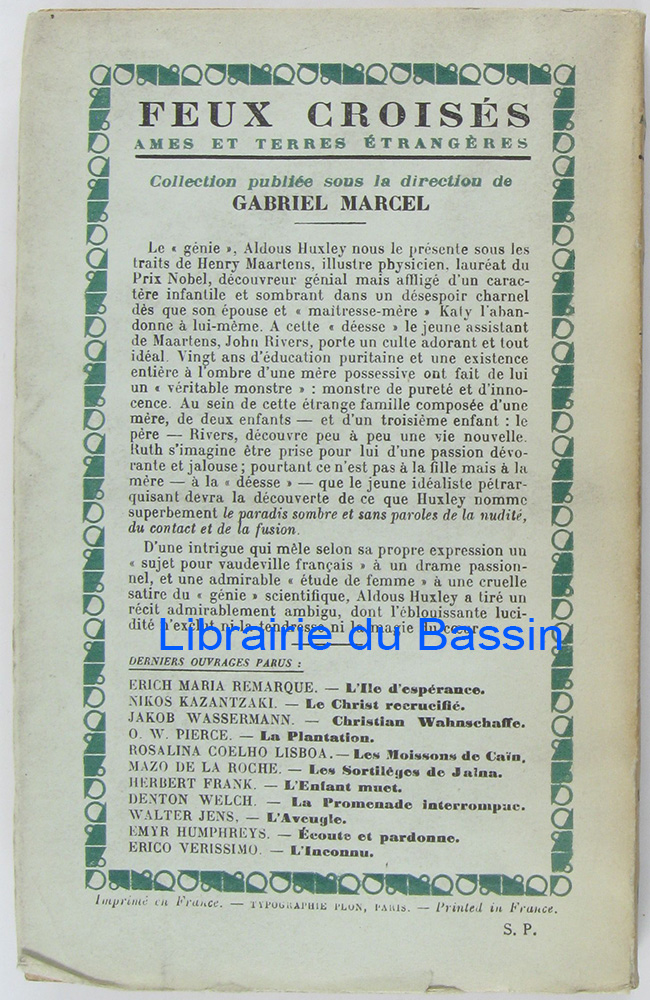 FEUX CROISÉS
AMES ET TERRES ÉTRANGÈRES
Collection publiée sous la direction de
GABRIEL MARCEL
Le « génie », Aldous Huxley nous le présente sous les
traits de Henry Maartens, illustre physicien, lauréat du
Prix Nobel, découvreur génial mais affligé d'un carac-
tère infantile et sombrant dans un désespoir charnel
dès que son épouse et « maîtresse-mère » Katy l'aban-
donne à lui-même. A cette « déesse » le jeune assistant
de Maartens, John Rivers, porte un culte adorant et tout
idéal. Vingt ans d'éducation puritaine et une existence
entière à l'ombre d'une mère possessive ont fait de lui
un « véritable monstre » : monstre de pureté et d'inno-
cence. Au sein de cette étrange famille composée d'une
mère, de deux enfants — et d'un troisième enfant : le
père — Rivers, découvre peu à peu une vie nouvelle.
Ruth s'imagine être prise pour lui d'une passion dévo-
rante et jalouse ; pourtant ce n'est pas à la fille mais à la
mère — à la « déesse » — que le jeune idéaliste pétrar-
quisant devra la découverte de ce que Huxley nomme
superbement le paradis sombre et sans paroles de la nudité,
du contact et de la fusion.
D'une intrigue qui mêle selon sa propre expression un
« sujet pour vaudeville français » à un drame passion-
nel, et une admirable « étude de femme » à une cruelle
satire du « génie » scientifique, Aldous Huxley a tiré un
récit admirablement ambigu, dont l'éblouissante luci-
dité n'exclut ni la tendresse ni la magie du cœur.
Librairie du Bassin
DERNIERS OUVRAGES PARUS :
ERICH MARIA REMARQUE. — L'Ile d'espérance.
NIKOS KAZANTZAKI. — Le Christ recrucifié.
JAKOB WASSERMANN. — Christian Wahnschaffe.
O. W. PIERCE. — La Plantation.
ROSALINA COELHO LISBOA. — Les Moissons de Caïn.
MAZO DE LA ROCHE. — Les Sortilèges de Jalna.
HERBERT FRANK. — L'Enfant muet.
DENTON WELCH. — La Promenade interrompue.
WALTER JENS. — L'Aveugle.
EMYR HUMPHREYS. — Écoute et pardonne.
ERICO VERISSIMO. — L'Inconnu.
Imprimé en France. — TYPOGRAPHIE PLON, PARIS. — Printed in France.
S. P.